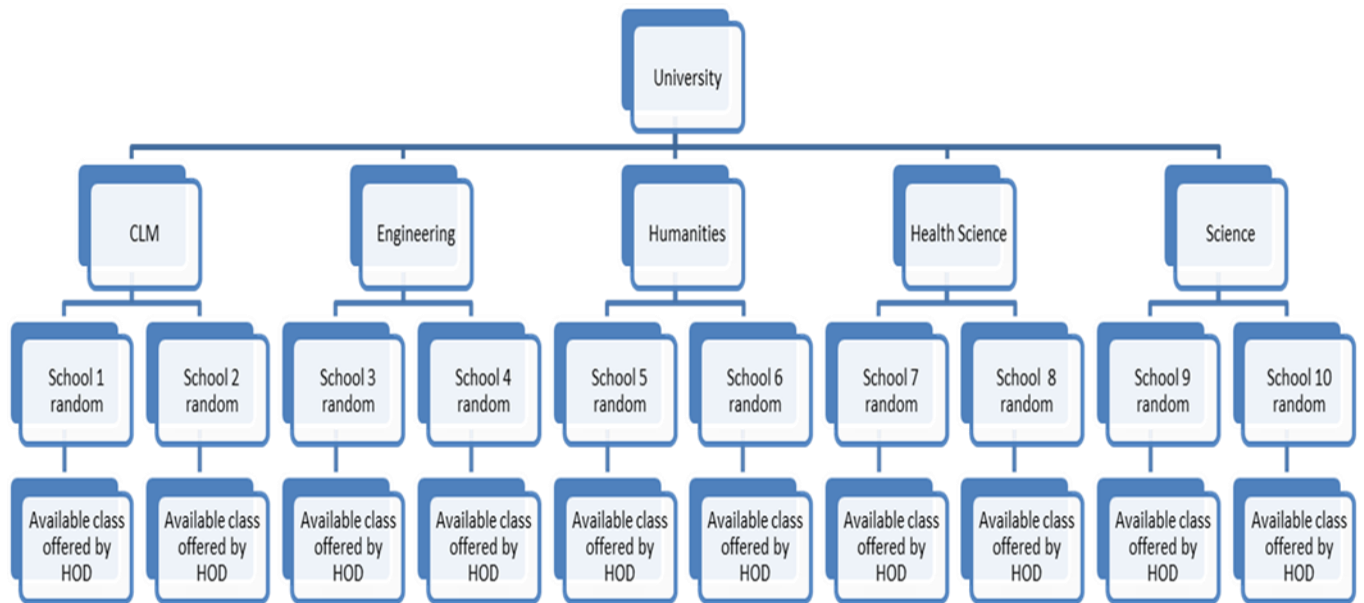 University
CLM
Engineering
Humanities
Health Science
Science
School 1
random
School 2
random
School 3
random
School 4
random
School 5
random
School 6
random
School 7
random
School 8
random
School 9
random
School 10
random
Available class
offered by
HOD
Available class
offered by
HOD
Available class
offered by
HOD
Available class
offered by
HOD
Available class
offered by
HOD
Available class
offered by
HOD
Available class
offered by
HOD
Available class
offered by
HOD
Available class
offered by
HOD
Available class
offered by
HOD